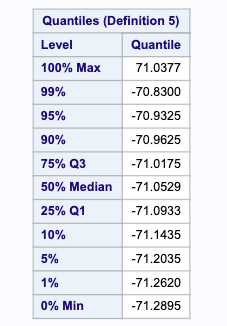 Quantiles (Definition 5)
Level Quantile
100% Max 71.0377
99% -70.8300
95% -70.9325
90% -70.9625
75% Q3 -71.0175
50% Median -71.0529
25% Q1 -71.0933
10% -71.1435
5% -71.2035
1% -71.2620
0% Min -71.2895